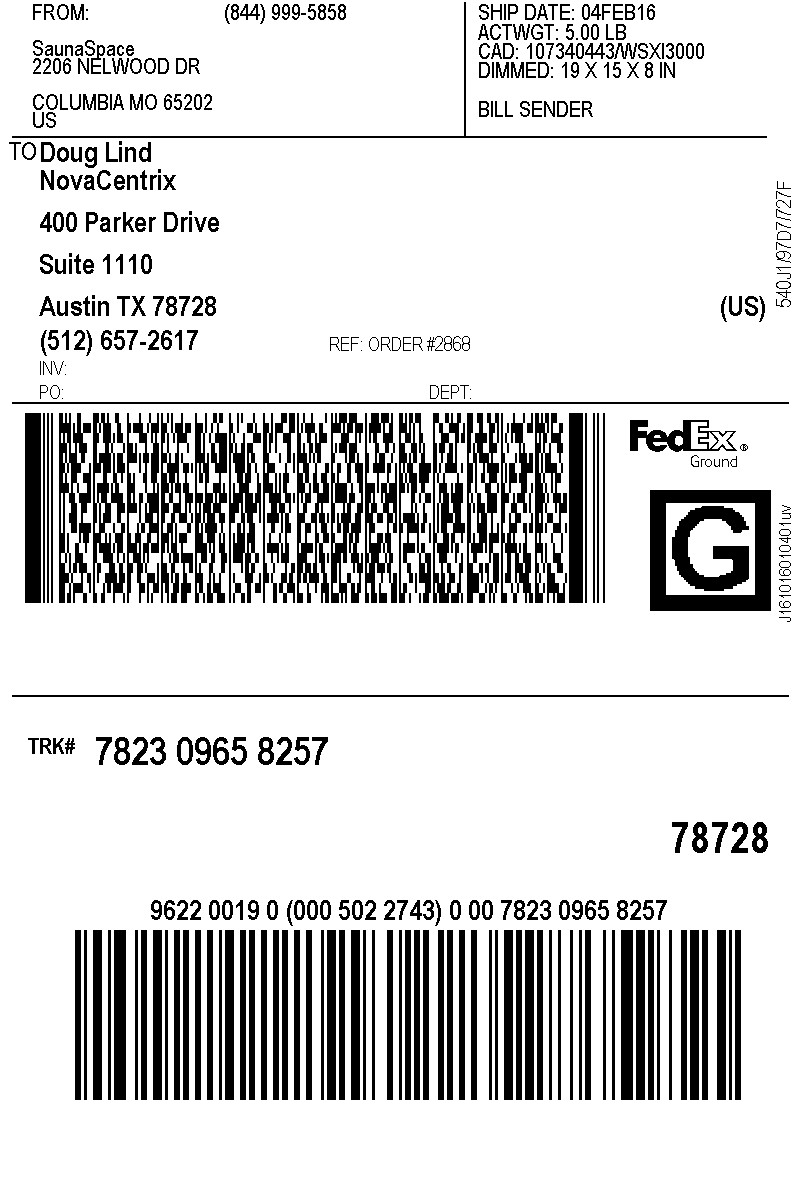 FROM: (844) 999-5858
SaunaSpace
2206 NELWOOD DR
COLUMBIA MO 65202
US
SHIP DATE: 04FEB16
ACTWGT: 5.00 LB
CAD: 107340443/WSXI3000
DIMMED: 19 X 15 X 8 IN
BILL SENDER
TO Doug Lind
NovaCentrix
400 Parker Drive
Suite 1110
Austin TX 78728 (US)
(512) 657-2617 REF: ORDER #2868
INV:
PO: DEPT:
540J1/97D7/727F
FedEx®
Ground
G
J161016010401uv
TRK# 7823 0965 8257
78728
9622 0019 0 (000 502 2743) 0 00 7823 0965 8257